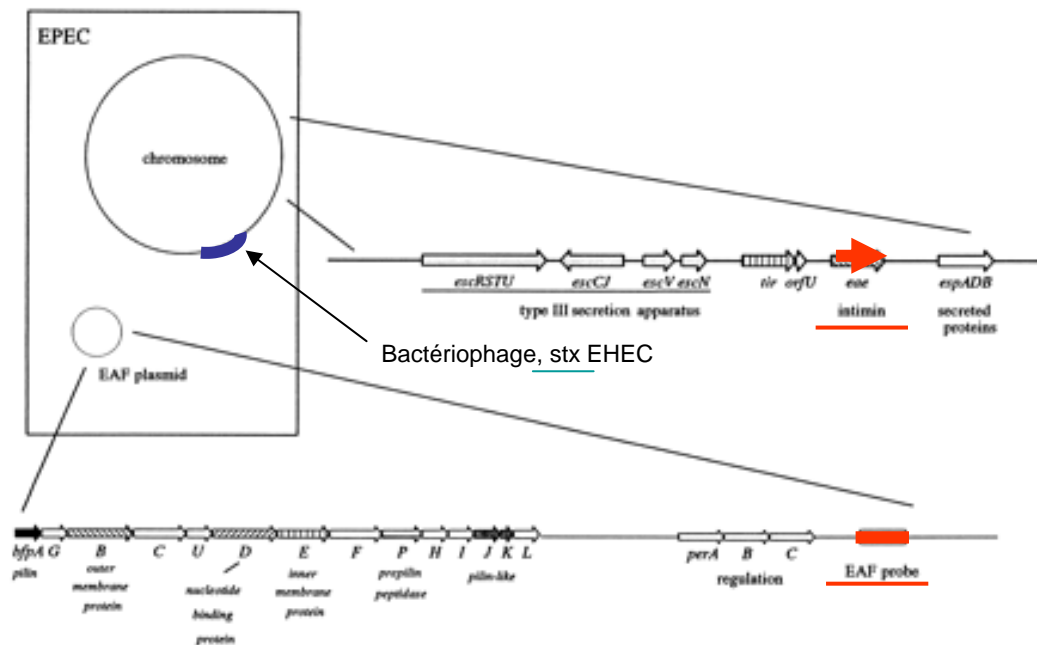 EPEC
chromosome
escRSTU escCJ escV escN tir orfU eae espADB
type III secretion apparatus intimin secreted
proteins
Bactériophage, stx EHEC
EAF plasmid
bfpA G B C U D E F P H I J K L perA B C EAF probe
pilin outer membrane protein nucleotide binding protein inner membrane protein prepilin peptidase pilin-like regulation